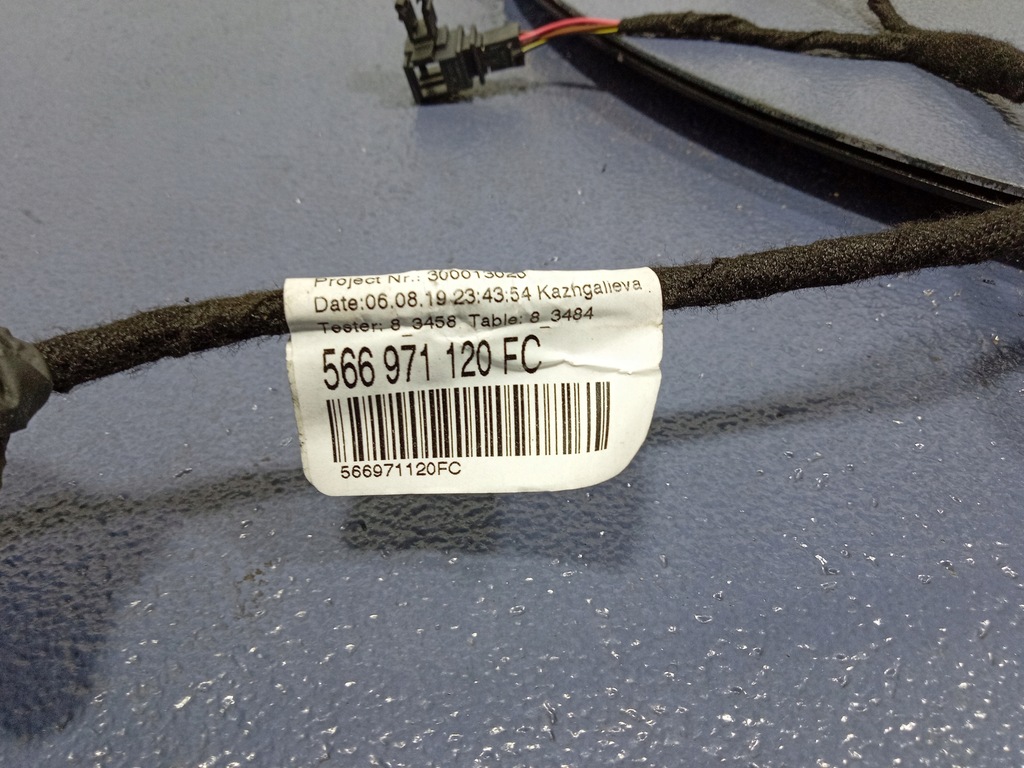 Project Nr.: 300013020
Date:06.08.19 23:43:54 Kazhgalieva
Tester: 8_3458 Table: 8_3484
566 971 120 FC
566971120FC